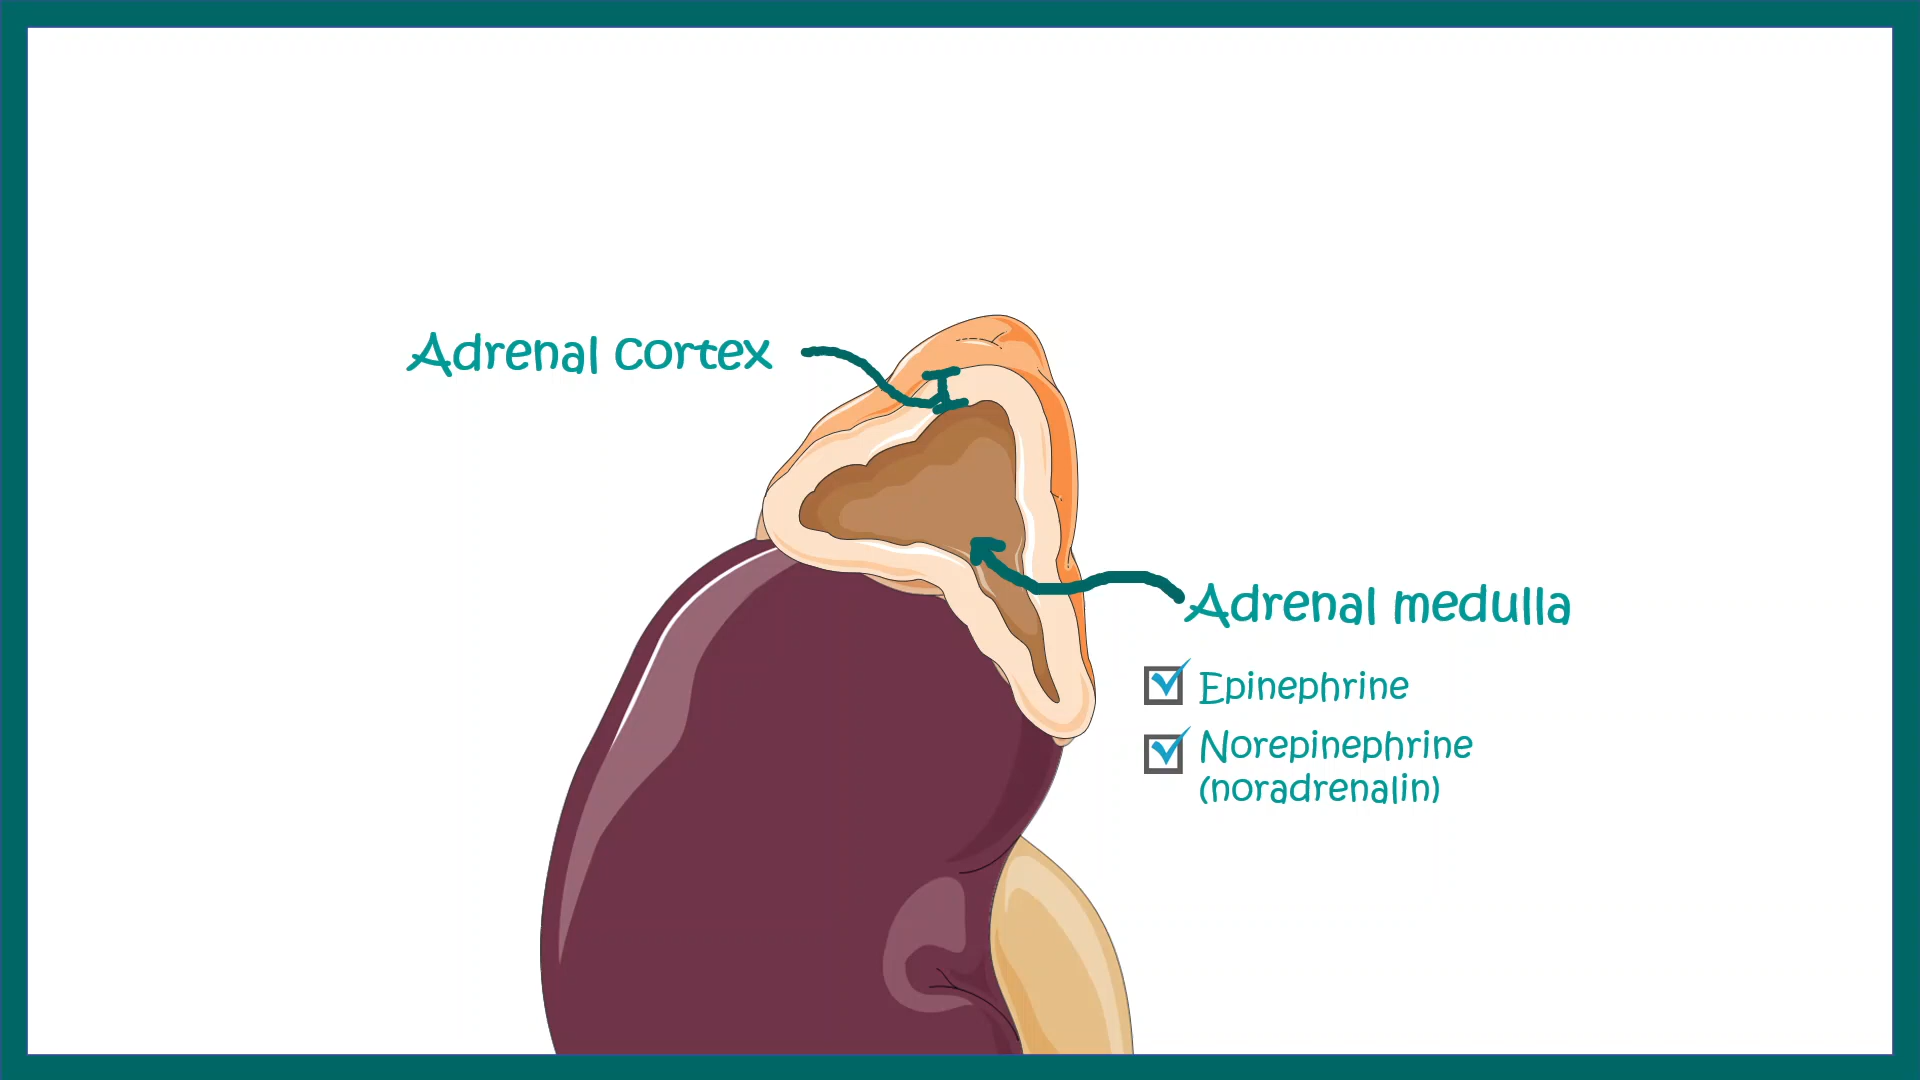 Adrenal cortex
Adrenal medulla
Epinephrine
Norepinephrine
(noradrenalin)